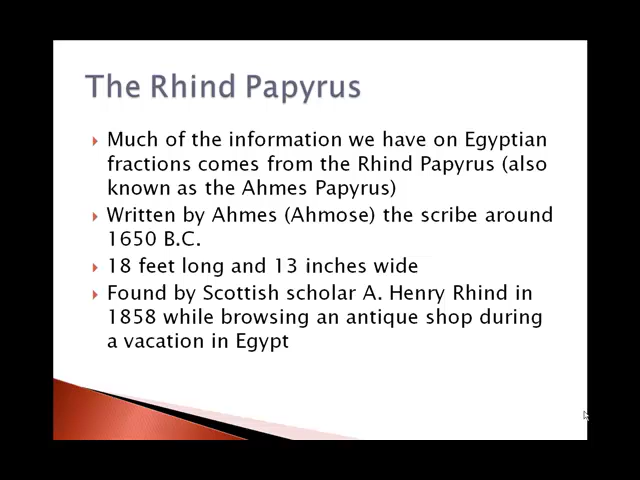 The Rhind Papyrus
Much of the information we have on Egyptian
fractions comes from the Rhind Papyrus (also
known as the Ahmes Papyrus)
Written by Ahmes (Ahmose) the scribe around
1650 B.C.
18 feet long and 13 inches wide
Found by Scottish scholar A. Henry Rhind in
1858 while browsing an antique shop during
a vacation in Egypt